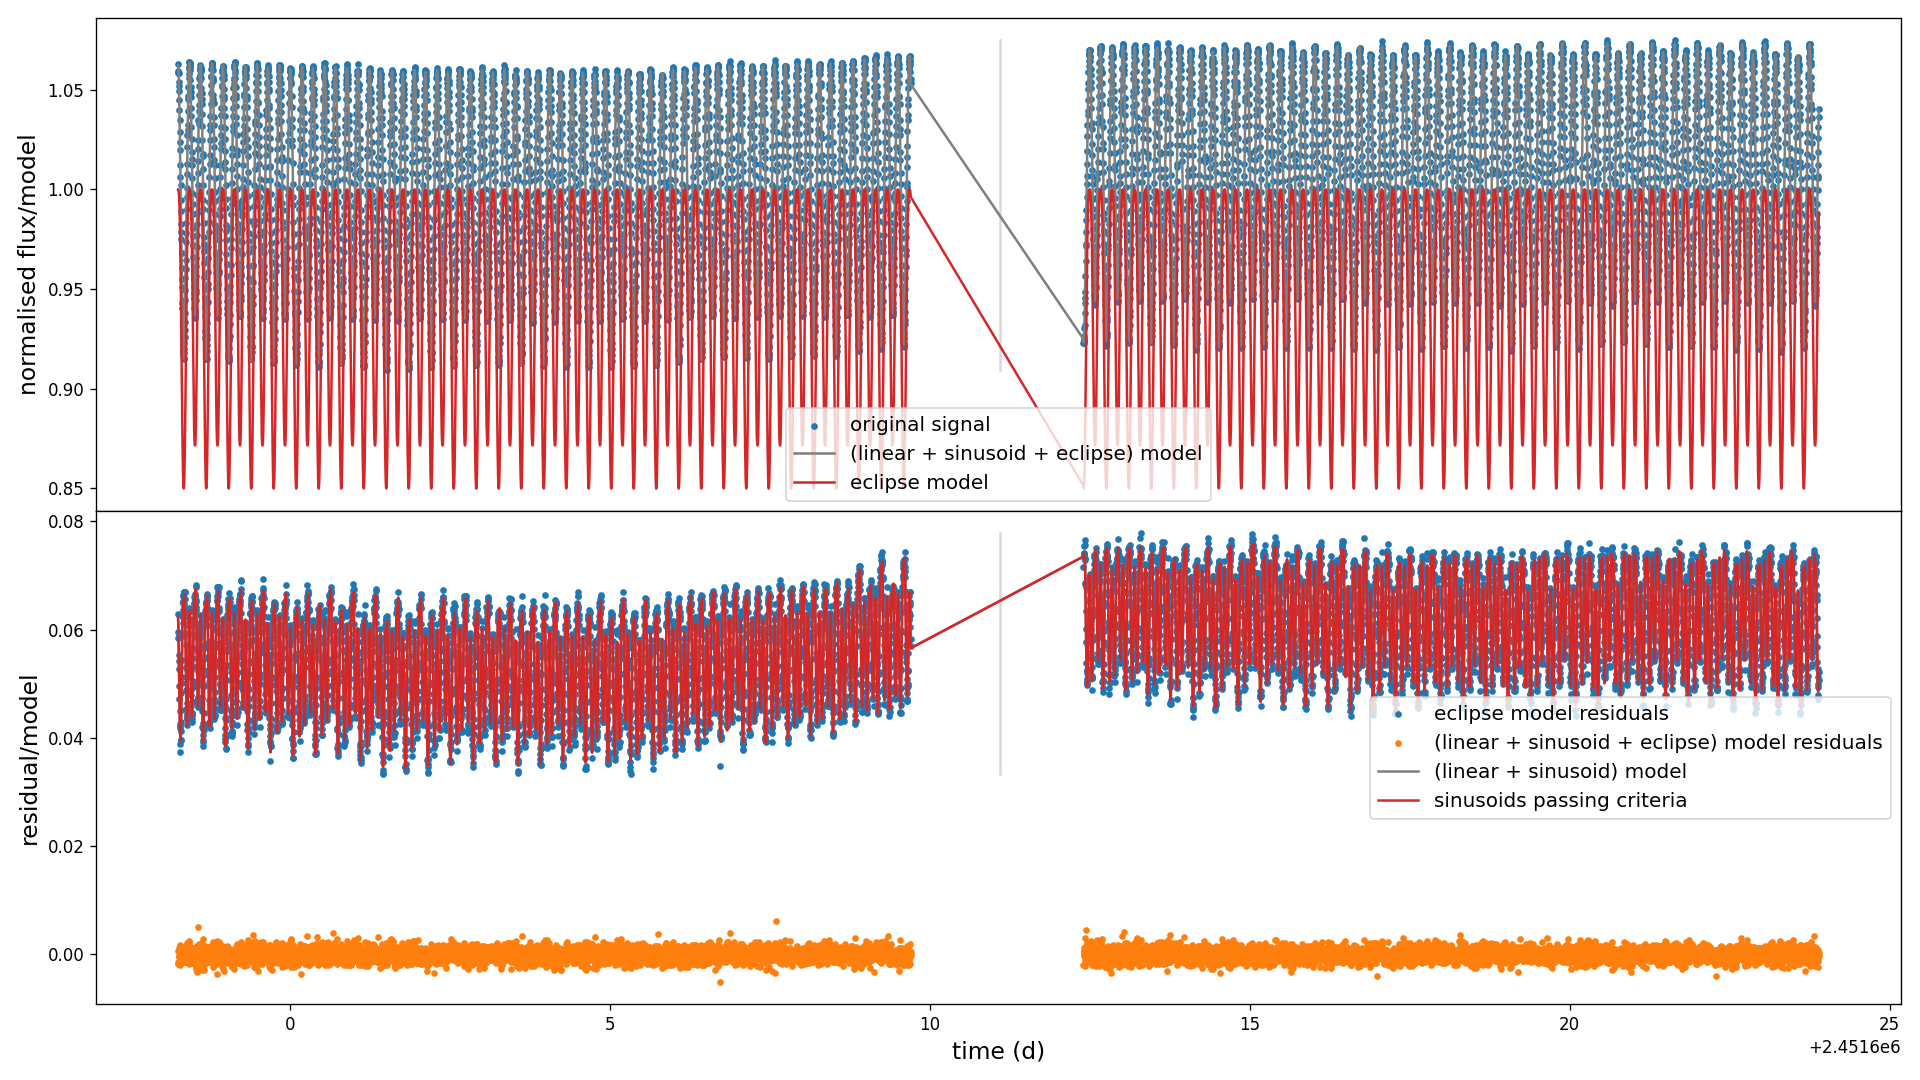 normalised flux/model
1.05
1.00
0.95
0.90
0.85
original signal
(linear + sinusoid + eclipse) model
eclipse model
residual/model
0.08
0.06
0.04
0.02
0.00
eclipse model residuals
(linear + sinusoid + eclipse) model residuals
(linear + sinusoid) model
sinusoids passing criteria
0
5
10
15
20
25
time (d)
+2.4516e6